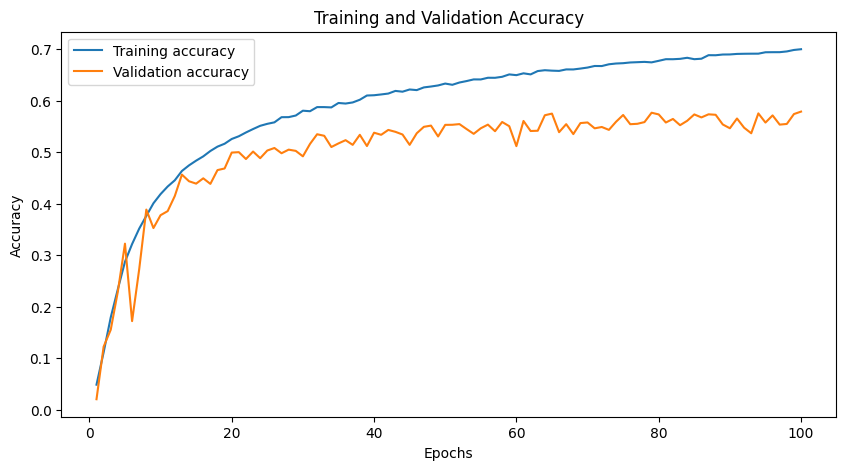 Training and Validation Accuracy
Training accuracy
Validation accuracy
Accuracy
0.7
0.6
0.5
0.4
0.3
0.2
0.1
0.0
0 20 40 60 80 100
Epochs